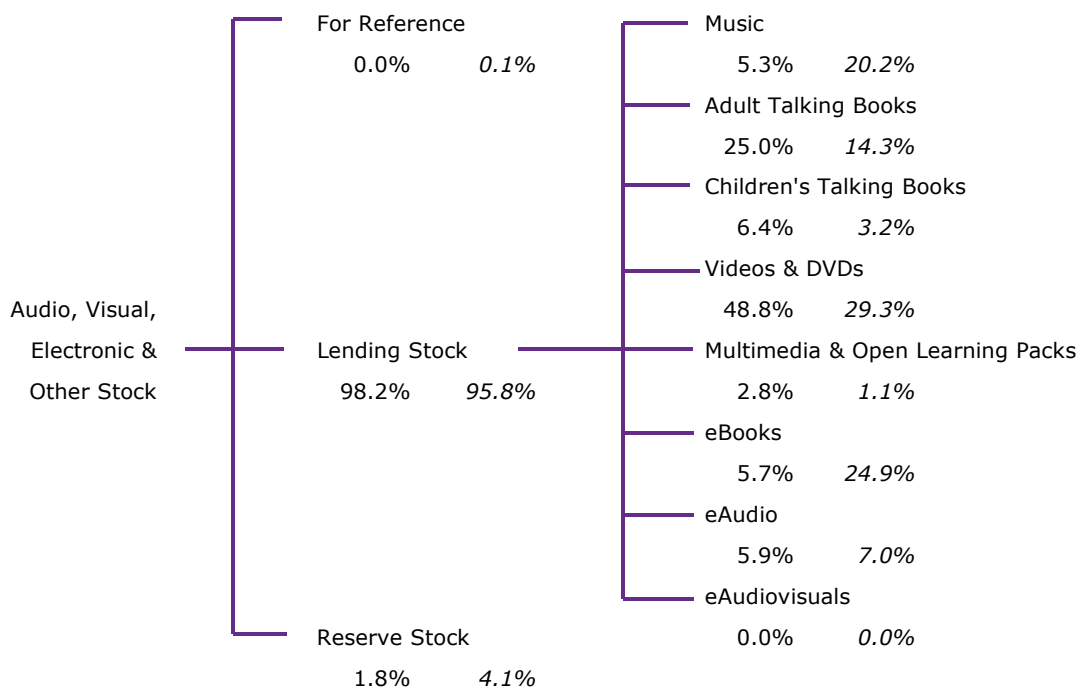 Audio, Visual,
Electronic &
Other Stock
For Reference
0.0% 0.1%
Lending Stock
98.2% 95.8%
Reserve Stock
1.8% 4.1%
Music
5.3% 20.2%
Adult Talking Books
25.0% 14.3%
Children's Talking Books
6.4% 3.2%
Videos & DVDs
48.8% 29.3%
Multimedia & Open Learning Packs
2.8% 1.1%
eBooks
5.7% 24.9%
eAudio
5.9% 7.0%
eAudiovisuals
0.0% 0.0%